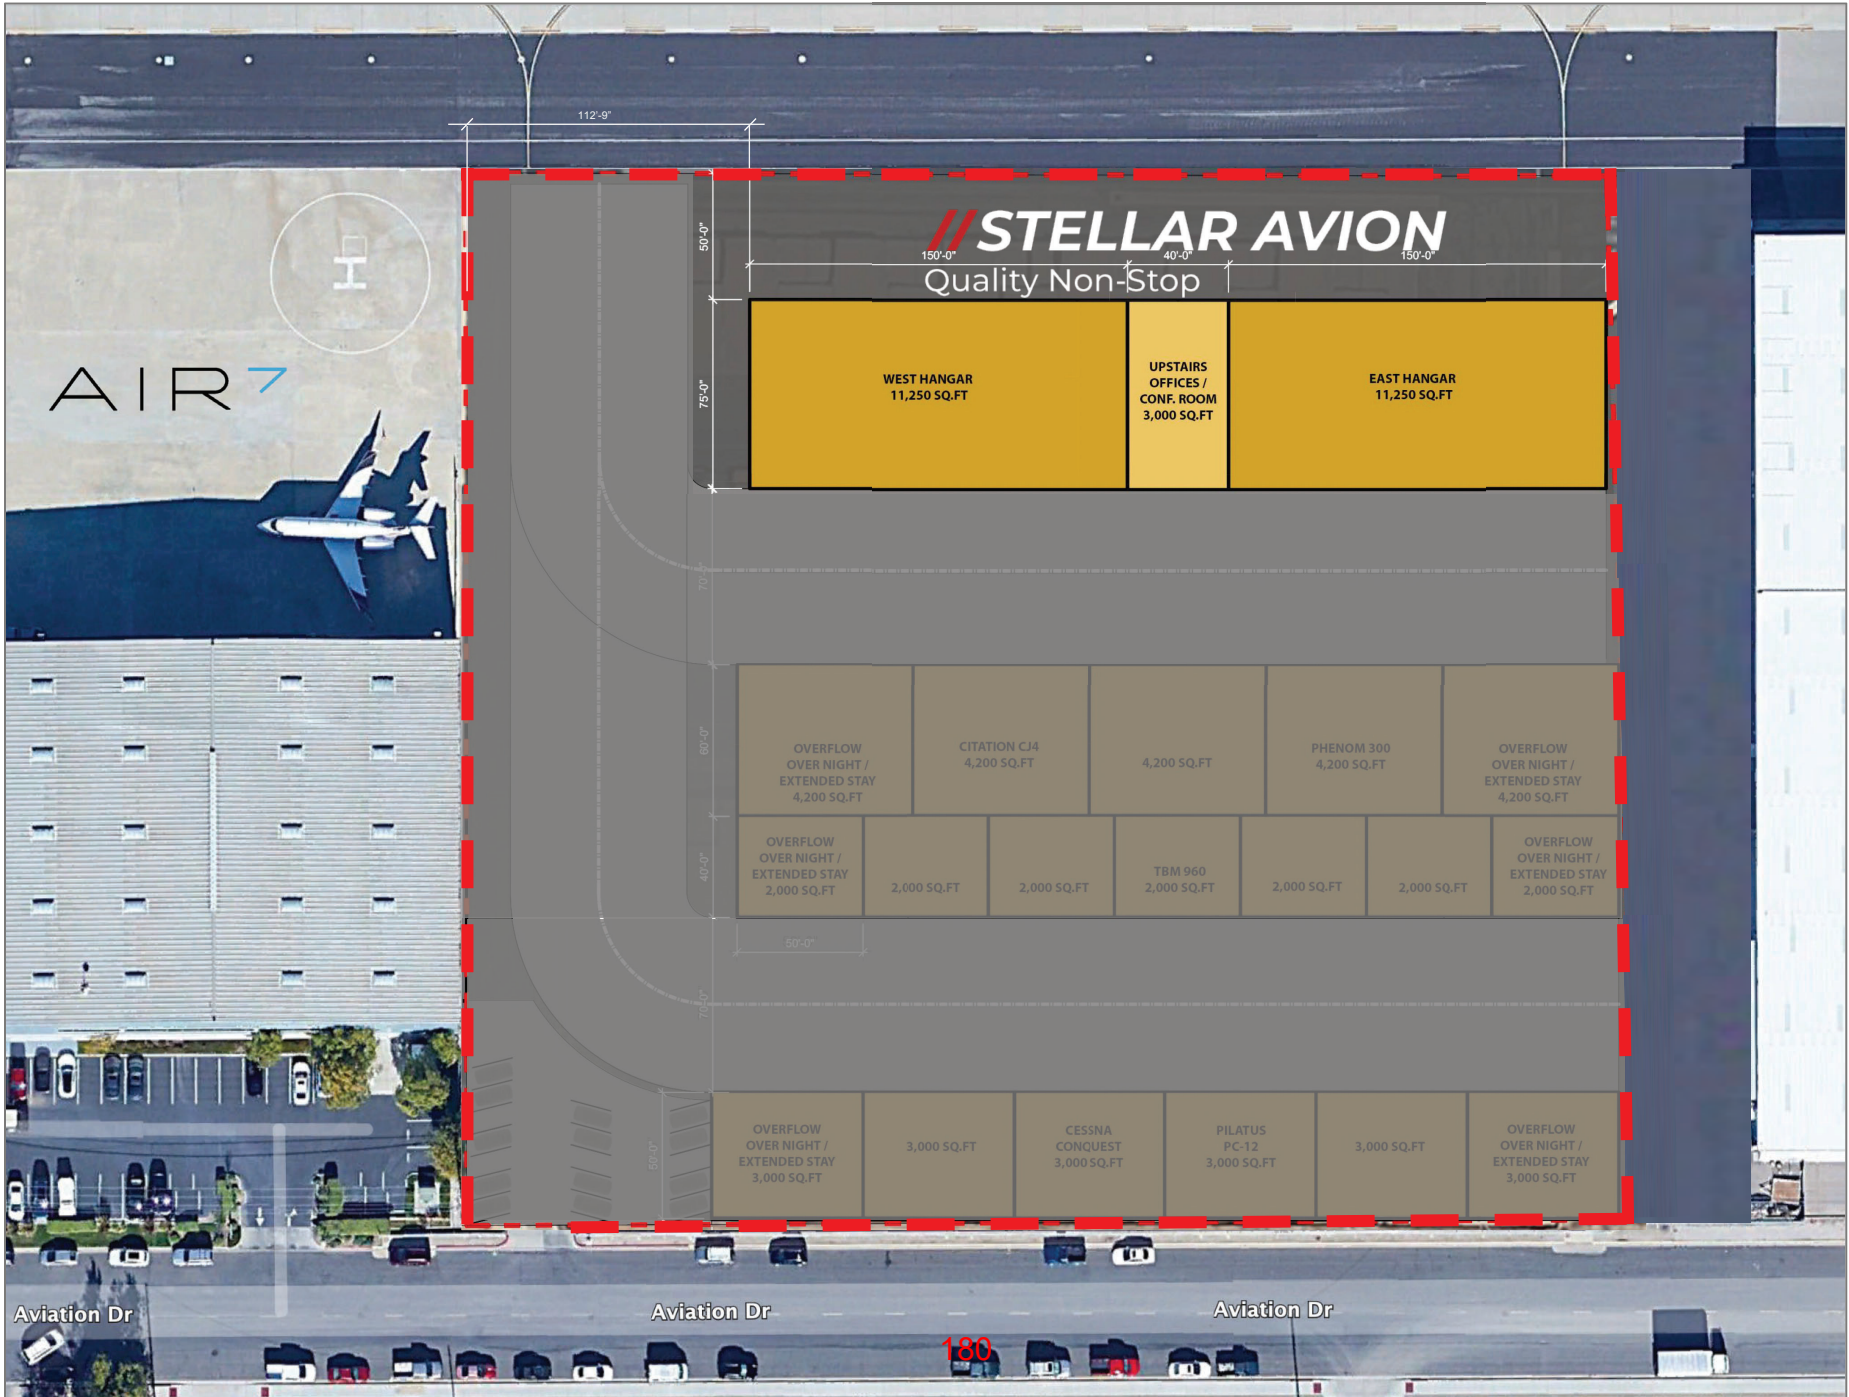 112'-9"
//STELLAR AVION
50'-0"
150'-0"
40'-0"
150'-0"
Quality Non-Stop
H
AIR7
75'-0"
WEST HANGAR
11,250 SQ.FT
UPSTAIRS
OFFICES /
CONF. ROOM
3,000 SQ.FT
EAST HANGAR
11,250 SQ.FT
70'-0"
60'-0"
OVERFLOW
OVER NIGHT /
EXTENDED STAY
4,200 SQ.FT
CITATION CJ4
4,200 SQ.FT
4,200 SQ.FT
PHENOM 300
4,200 SQ.FT
OVERFLOW
OVER NIGHT /
EXTENDED STAY
4,200 SQ.FT
40'-0"
OVERFLOW
OVER NIGHT /
EXTENDED STAY
2,000 SQ.FT
2,000 SQ.FT
2,000 SQ.FT
TBM 960
2,000 SQ.FT
2,000 SQ.FT
2,000 SQ.FT
OVERFLOW
OVER NIGHT /
EXTENDED STAY
2,000 SQ.FT
50'-0"
70'-0"
OVERFLOW
OVER NIGHT /
EXTENDED STAY
3,000 SQ.FT
3,000 SQ.FT
CESSNA
CONQUEST
3,000 SQ.FT
PILATUS
PC-12
3,000 SQ.FT
3,000 SQ.FT
OVERFLOW
OVER NIGHT /
EXTENDED STAY
3,000 SQ.FT
Aviation Dr
Aviation Dr
Aviation Dr
180